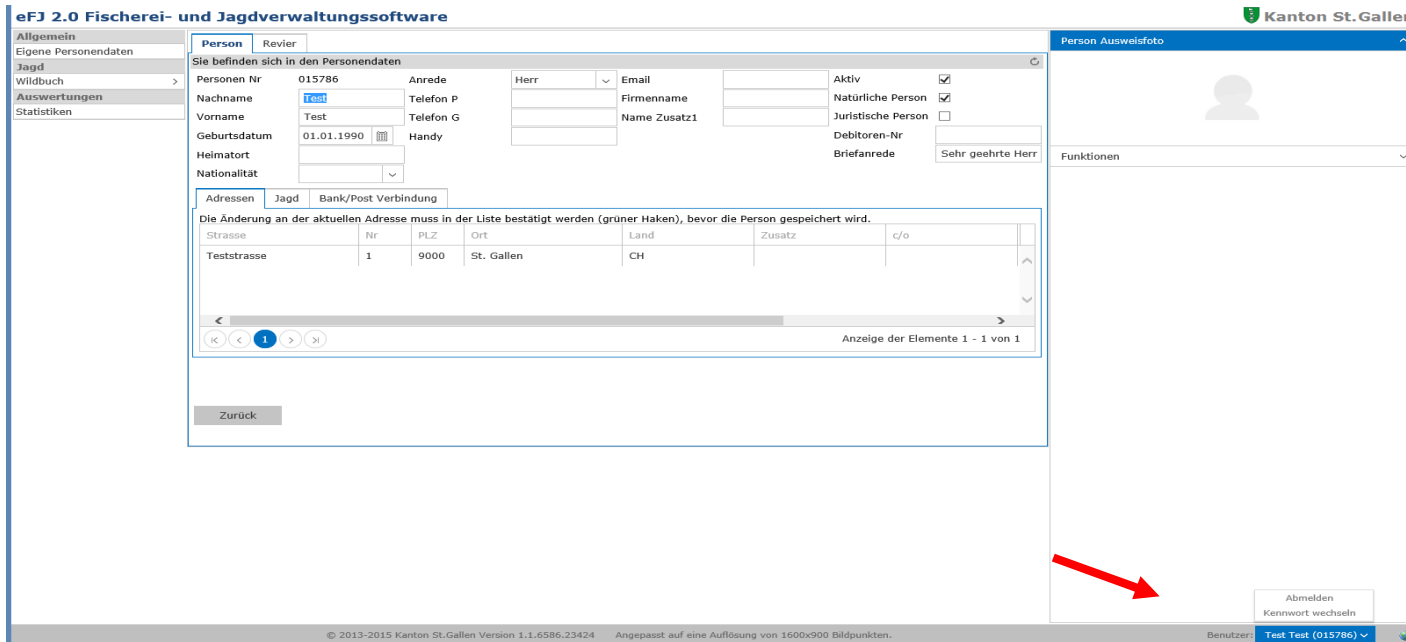 eFJ 2.0 Fischerei- und Jagdverwaltungssoftware
Kanton St.Gallen
Allgemein
Eigene Personendaten
Jagd
Wildbuch >
Auswertungen
Statistiken
Person Revier
Sie befinden sich in den Personendaten
Personen Nr 015786 Anrede Herr Email Aktiv
Nachname Test Telefon P Firmenname Natürliche Person
Vorname Test Telefon G Name Zusatz1 Juristische Person
Geburtsdatum 01.01.1990 Handy Debitoren-Nr
Heimatort Briefanrede Sehr geehrte Herr
Nationalität
Adressen Jagd Bank/Post Verbindung
Die Änderung an der aktuellen Adresse muss in der Liste bestätigt werden (grüner Haken), bevor die Person gespeichert wird.
Strasse Nr PLZ Ort Land Zusatz c/o
Teststrasse 1 9000 St. Gallen CH
1 Anzeige der Elemente 1 - 1 von 1
Zurück
Person Ausweisfoto
Funktionen
Abmelden
Kennwort wechseln
© 2013-2015 Kanton St.Gallen Version 1.1.6586.23424 Angepasst auf eine Auflösung von 1600x900 Bildpunkten. Benutzer: Test Test (015786)